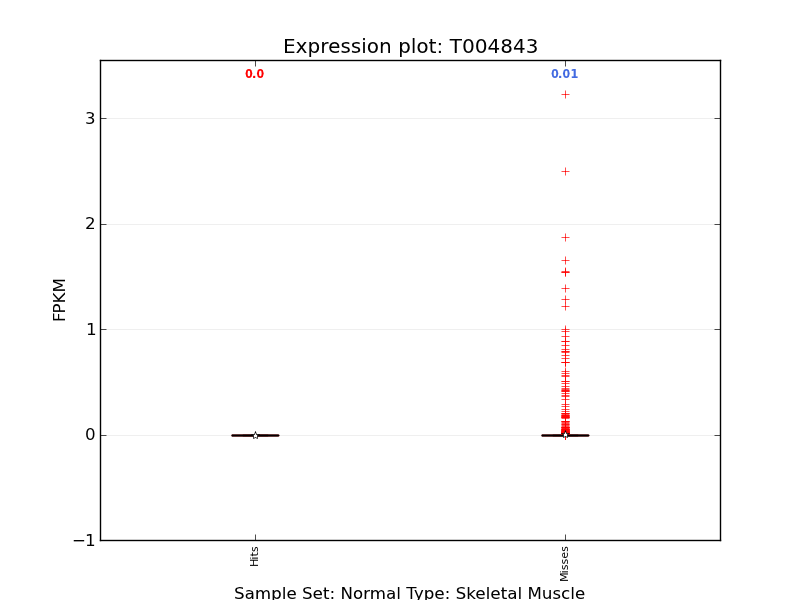 Expression plot: T004843
0.0
0.01
3
2
1
0
−1
FPKM
Hits
Misses
Sample Set: Normal Type: Skeletal Muscle